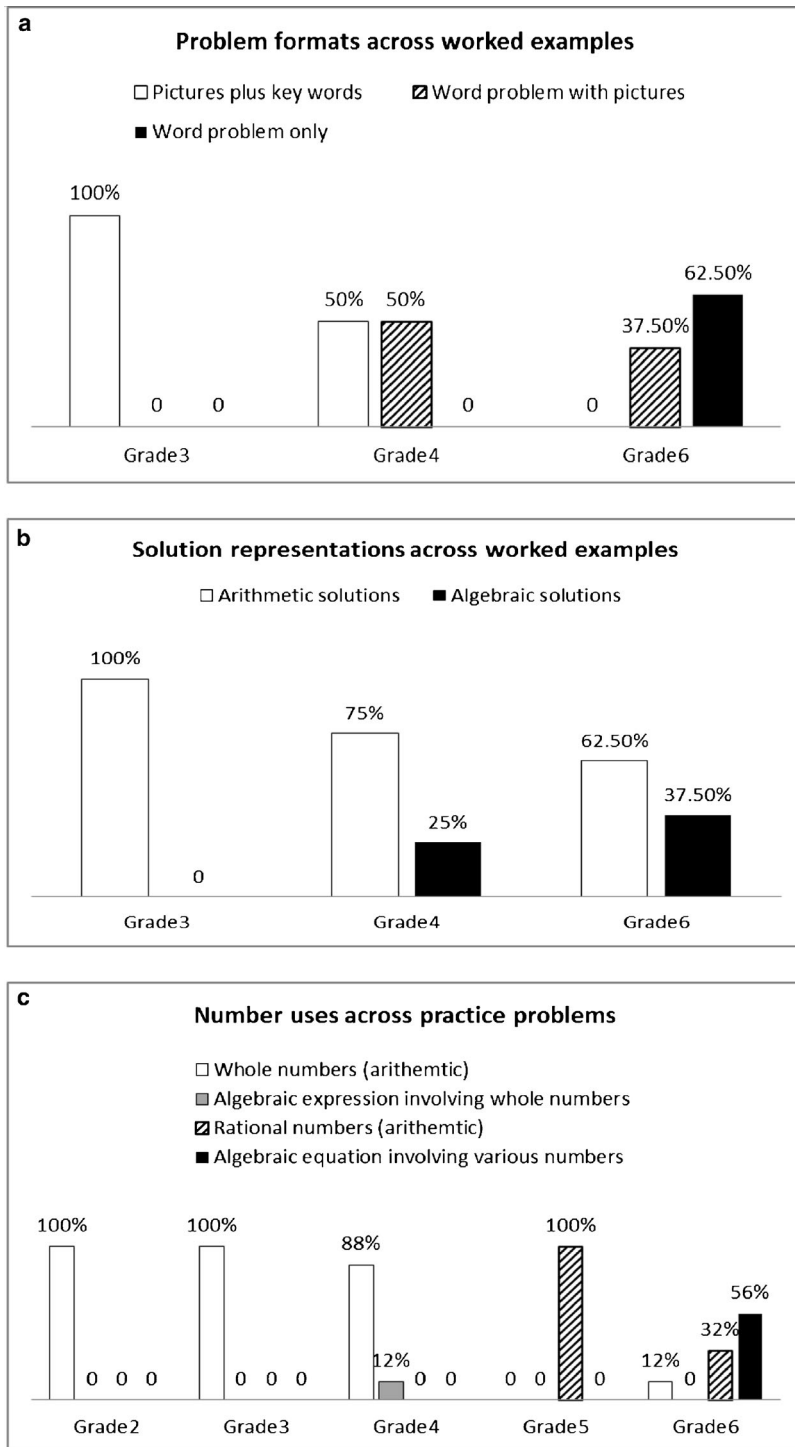 a
Problem formats across worked examples
Pictures plus key words Word problem with pictures
Word problem only
100%
0 0
50% 50%
0
0
37.50%
62.50%
Grade3 Grade4 Grade6
b
Solution representations across worked examples
Arithmetic solutions Algebraic solutions
100%
0
75%
25%
62.50%
37.50%
Grade3 Grade4 Grade6
c
Number uses across practice problems
Whole numbers (arithemtic)
Algebraic expression involving whole numbers
Rational numbers (arithemtic)
Algebraic equation involving various numbers
100%
0 0 0
100%
0 0 0
88%
12%
0 0
0 0
100%
0
12%
0
32%
56%
Grade2 Grade3 Grade4 Grade5 Grade6